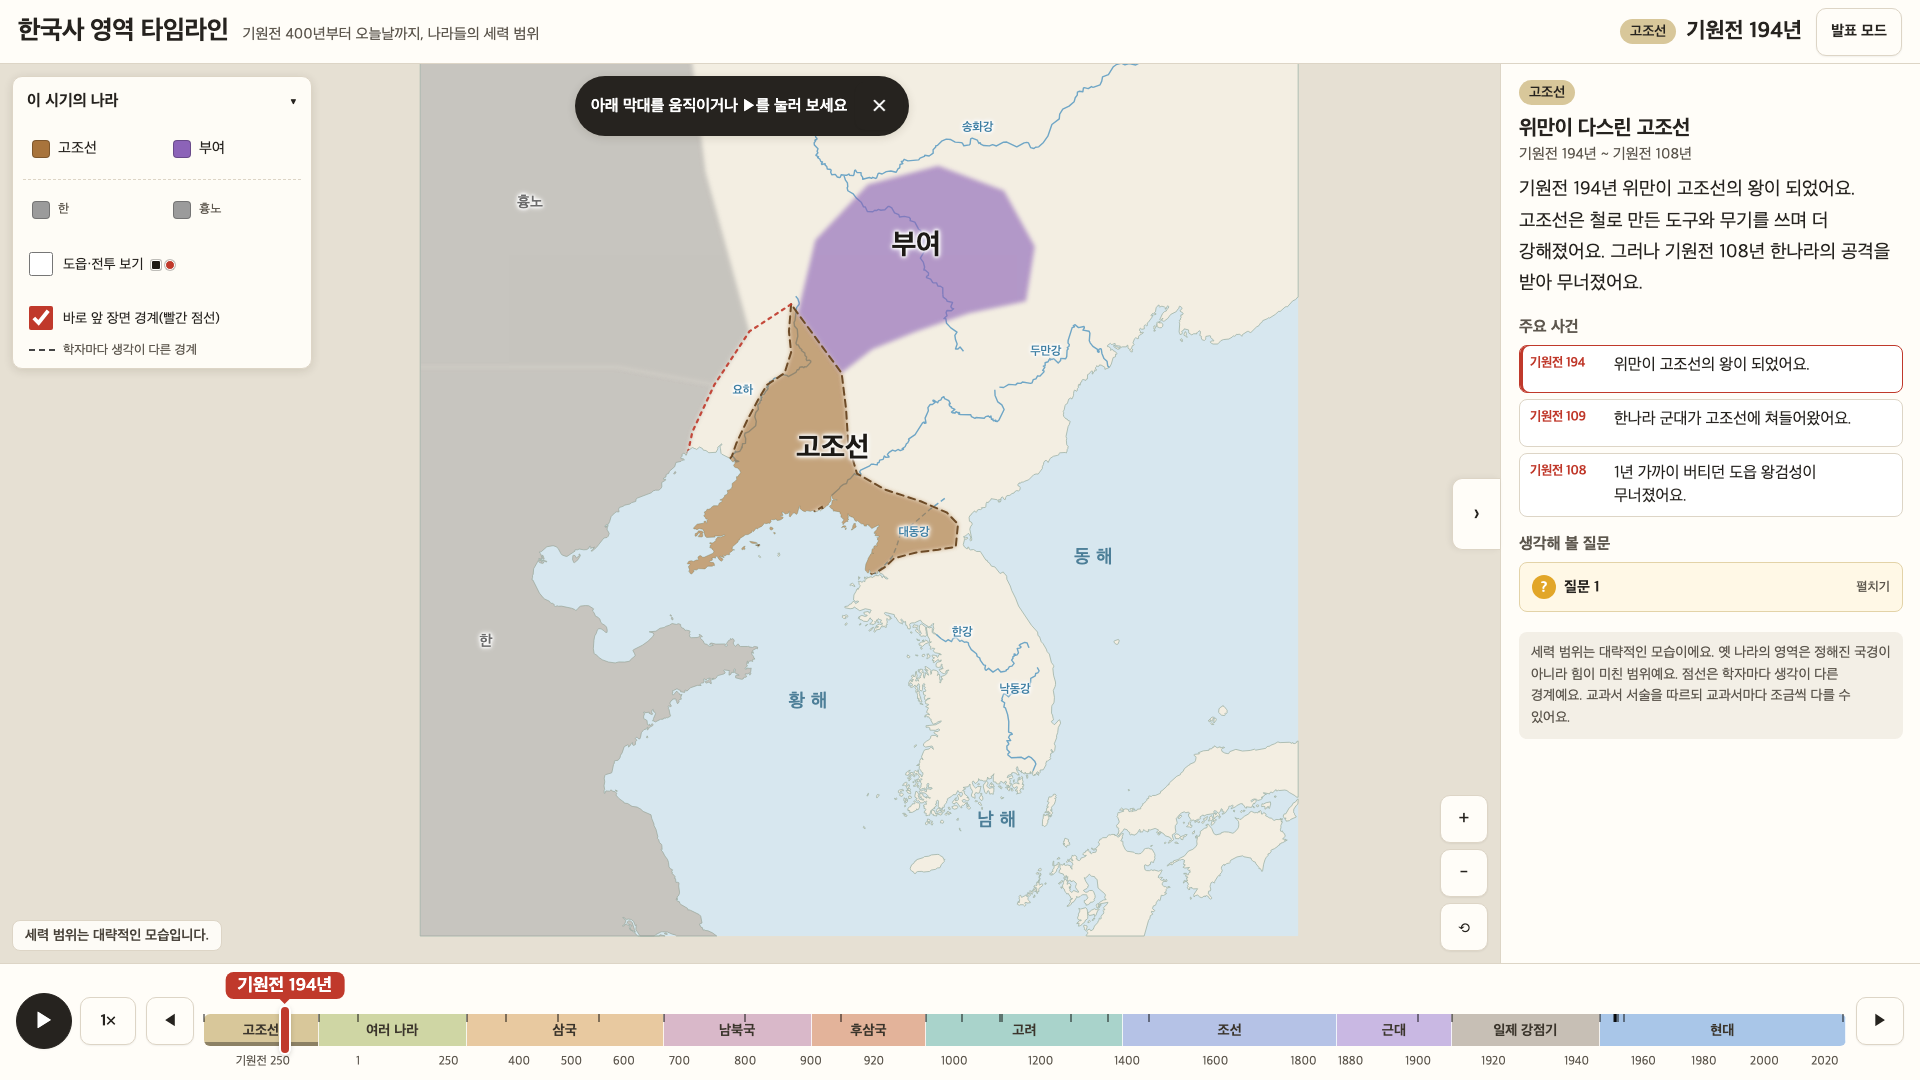 한국사 영역 타임라인
기원전 400년부터 오늘날까지, 나라들의 세력 범위
고조선
기원전 194년
발표 모드
이 시기의 나라
고조선
부여
한
흉노
도읍·전투 보기
바로 앞 장면 경계(빨간 점선)
학자마다 생각이 다른 경계
아래 막대를 움직이거나 ▶를 눌러 보세요 ✕
송화강
흉노
부여
두만강
요하
고조선
대동강
동 해
한강
한
낙동강
황 해
남 해
세력 범위는 대략적인 모습입니다.
고조선
위만이 다스린 고조선
기원전 194년 ~ 기원전 108년
기원전 194년 위만이 고조선의 왕이 되었어요.
고조선은 철로 만든 도구와 무기를 쓰며 더
강해졌어요. 그러나 기원전 108년 한나라의 공격을
받아 무너졌어요.
주요 사건
기원전 194 위만이 고조선의 왕이 되었어요.
기원전 109 한나라 군대가 고조선에 쳐들어왔어요.
기원전 108 1년 가까이 버티던 도읍 왕검성이
무너졌어요.
생각해 볼 질문
? 질문 1 펼치기
세력 범위는 대략적인 모습이에요. 옛 나라의 영역은 정해진 국경이
아니라 힘이 미친 범위예요. 점선은 학자마다 생각이 다른
경계예요. 교과서 서술을 따르되 교과서마다 조금씩 다를 수
있어요.
+
−
⟲
기원전 194년
1×
고조선 여러 나라 삼국 남북국 후삼국 고려 조선 근대 일제 강점기 현대
기원전 250 1 250 400 500 600 700 800 900 920 1000 1200 1400 1600 1800 1880 1900 1920 1940 1960 1980 2000 2020